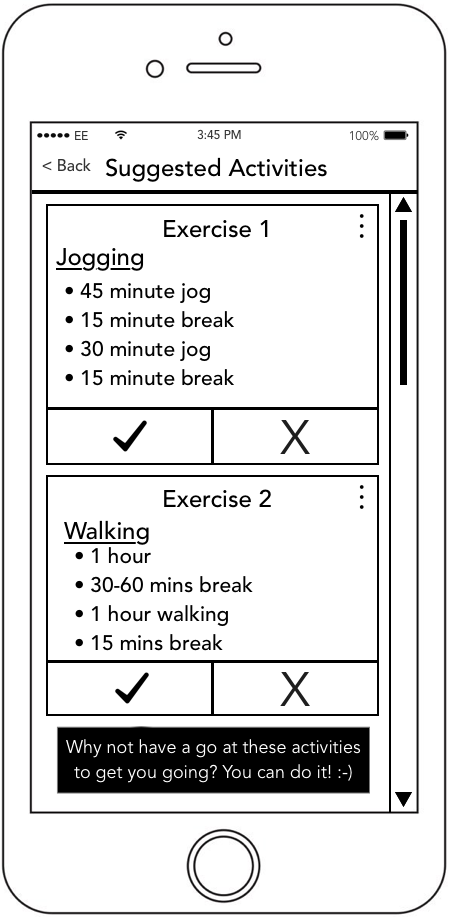 ●●●●● EE 3:45 PM 100%
< Back Suggested Activities
Exercise 1
Jogging
• 45 minute jog
• 15 minute break
• 30 minute jog
• 15 minute break
✓ X
Exercise 2
Walking
• 1 hour
• 30-60 mins break
• 1 hour walking
• 15 mins break
✓ X
Why not have a go at these activities
to get you going? You can do it! :-)